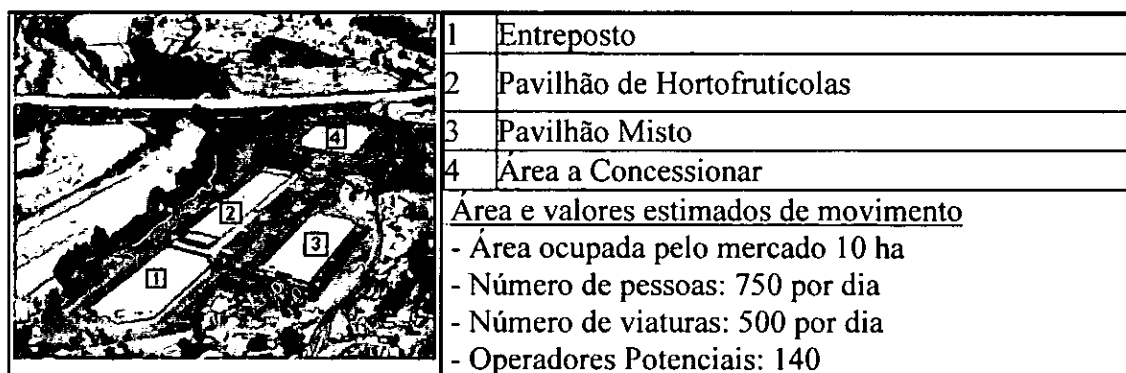 4
2
3
1
1 Entreposto
2 Pavilhão de Hortofrutícolas
3 Pavilhão Misto
4 Área a Concessionar
Área e valores estimados de movimento
- Área ocupada pelo mercado 10 ha
- Número de pessoas: 750 por dia
- Número de viaturas: 500 por dia
- Operadores Potenciais: 140